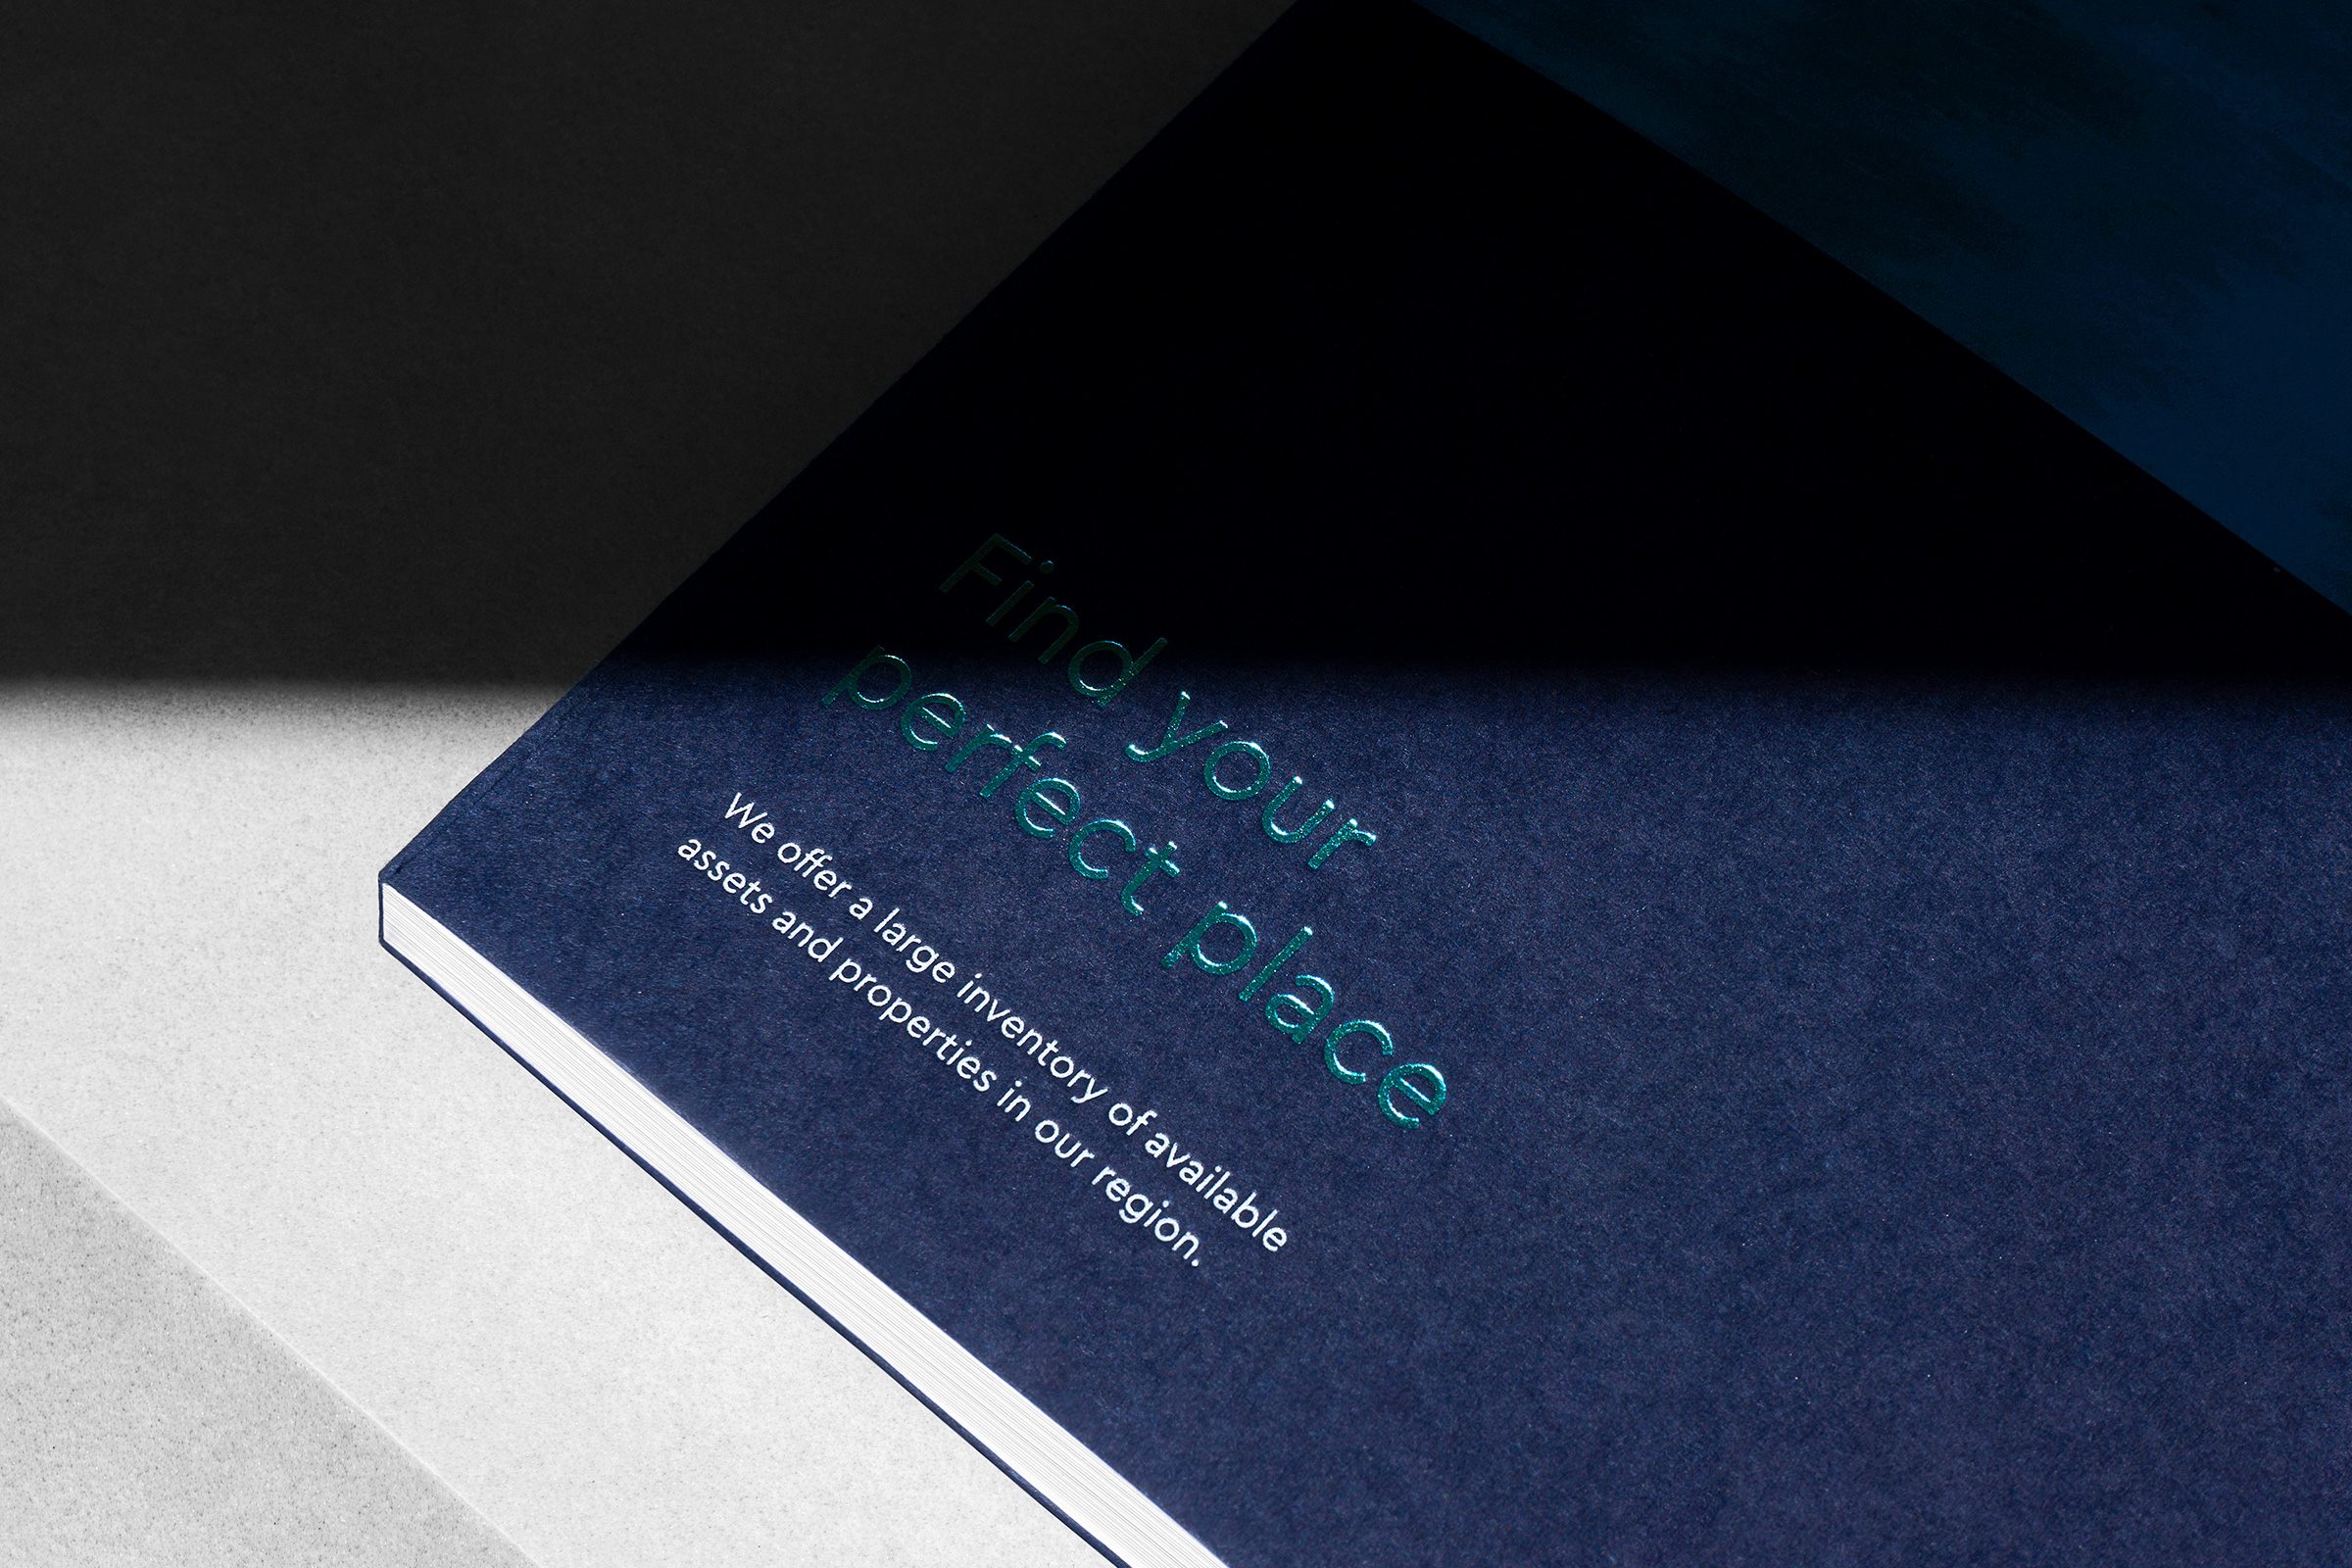 Find your
perfect place
We offer a large inventory of available
assets and properties in our region.